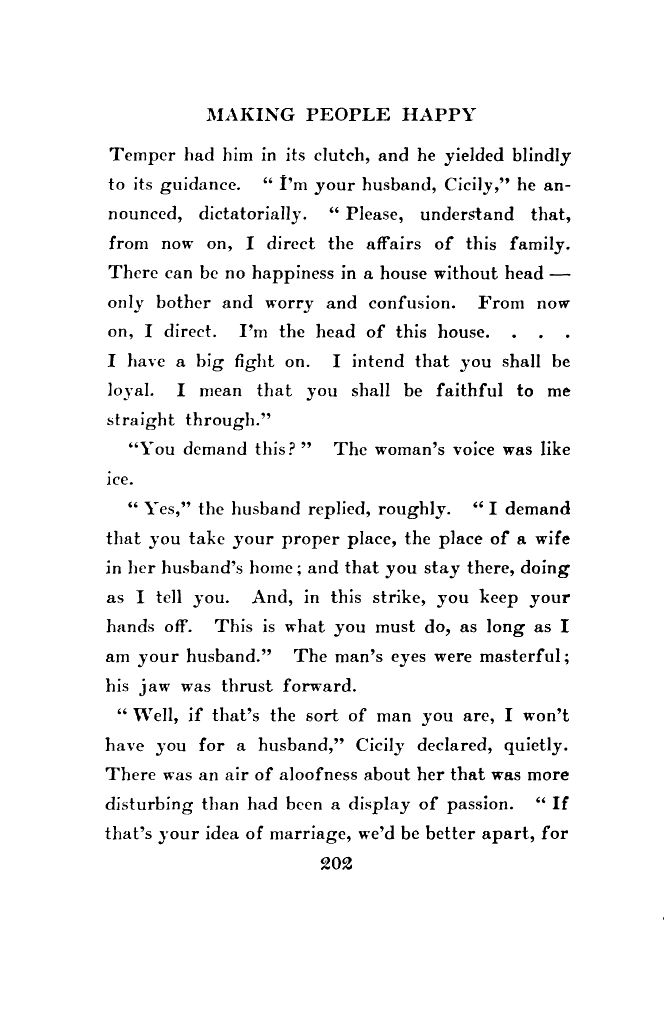 MAKING PEOPLE HAPPY
Temper had him in its clutch, and he yielded blindly
to its guidance. “ I’m your husband, Cicily,” he an-
nounced, dictatorially. “ Please, understand that,
from now on, I direct the affairs of this family.
There can be no happiness in a house without head —
only bother and worry and confusion. From now
on, I direct. I’m the head of this house. . . .
I have a big fight on. I intend that you shall be
loyal. I mean that you shall be faithful to me
straight through.”
“You demand this? ” The woman’s voice was like
ice.
“ Yes,” the husband replied, roughly. “ I demand
that you take your proper place, the place of a wife
in her husband’s home ; and that you stay there, doing
as I tell you. And, in this strike, you keep your
hands off. This is what you must do, as long as I
am your husband.” The man’s eyes were masterful ;
his jaw was thrust forward.
“ Well, if that’s the sort of man you are, I won’t
have you for a husband,” Cicily declared, quietly.
There was an air of aloofness about her that was more
disturbing than had been a display of passion. “ If
that’s your idea of marriage, we’d be better apart, for
202